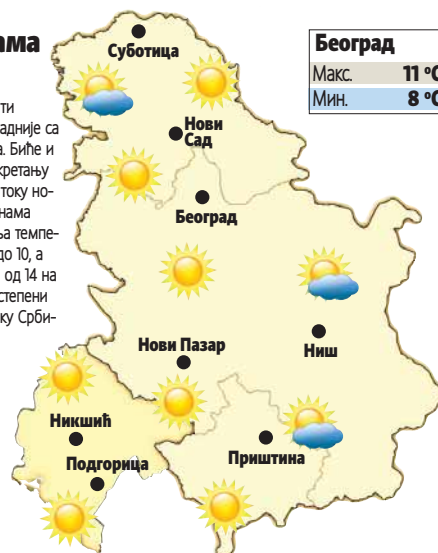 ама
ти
адније са
а. Биће и
кретању
току но-
нама
ња темпе-
до 10, а
од 14 на
степени
ку Срби-
Београд
Макс. 11 °C
Мин. 8 °C
Суботица
Нови
Сад
Београд
Нови Пазар
Ниш
Никшић
Подгорица
Приштина